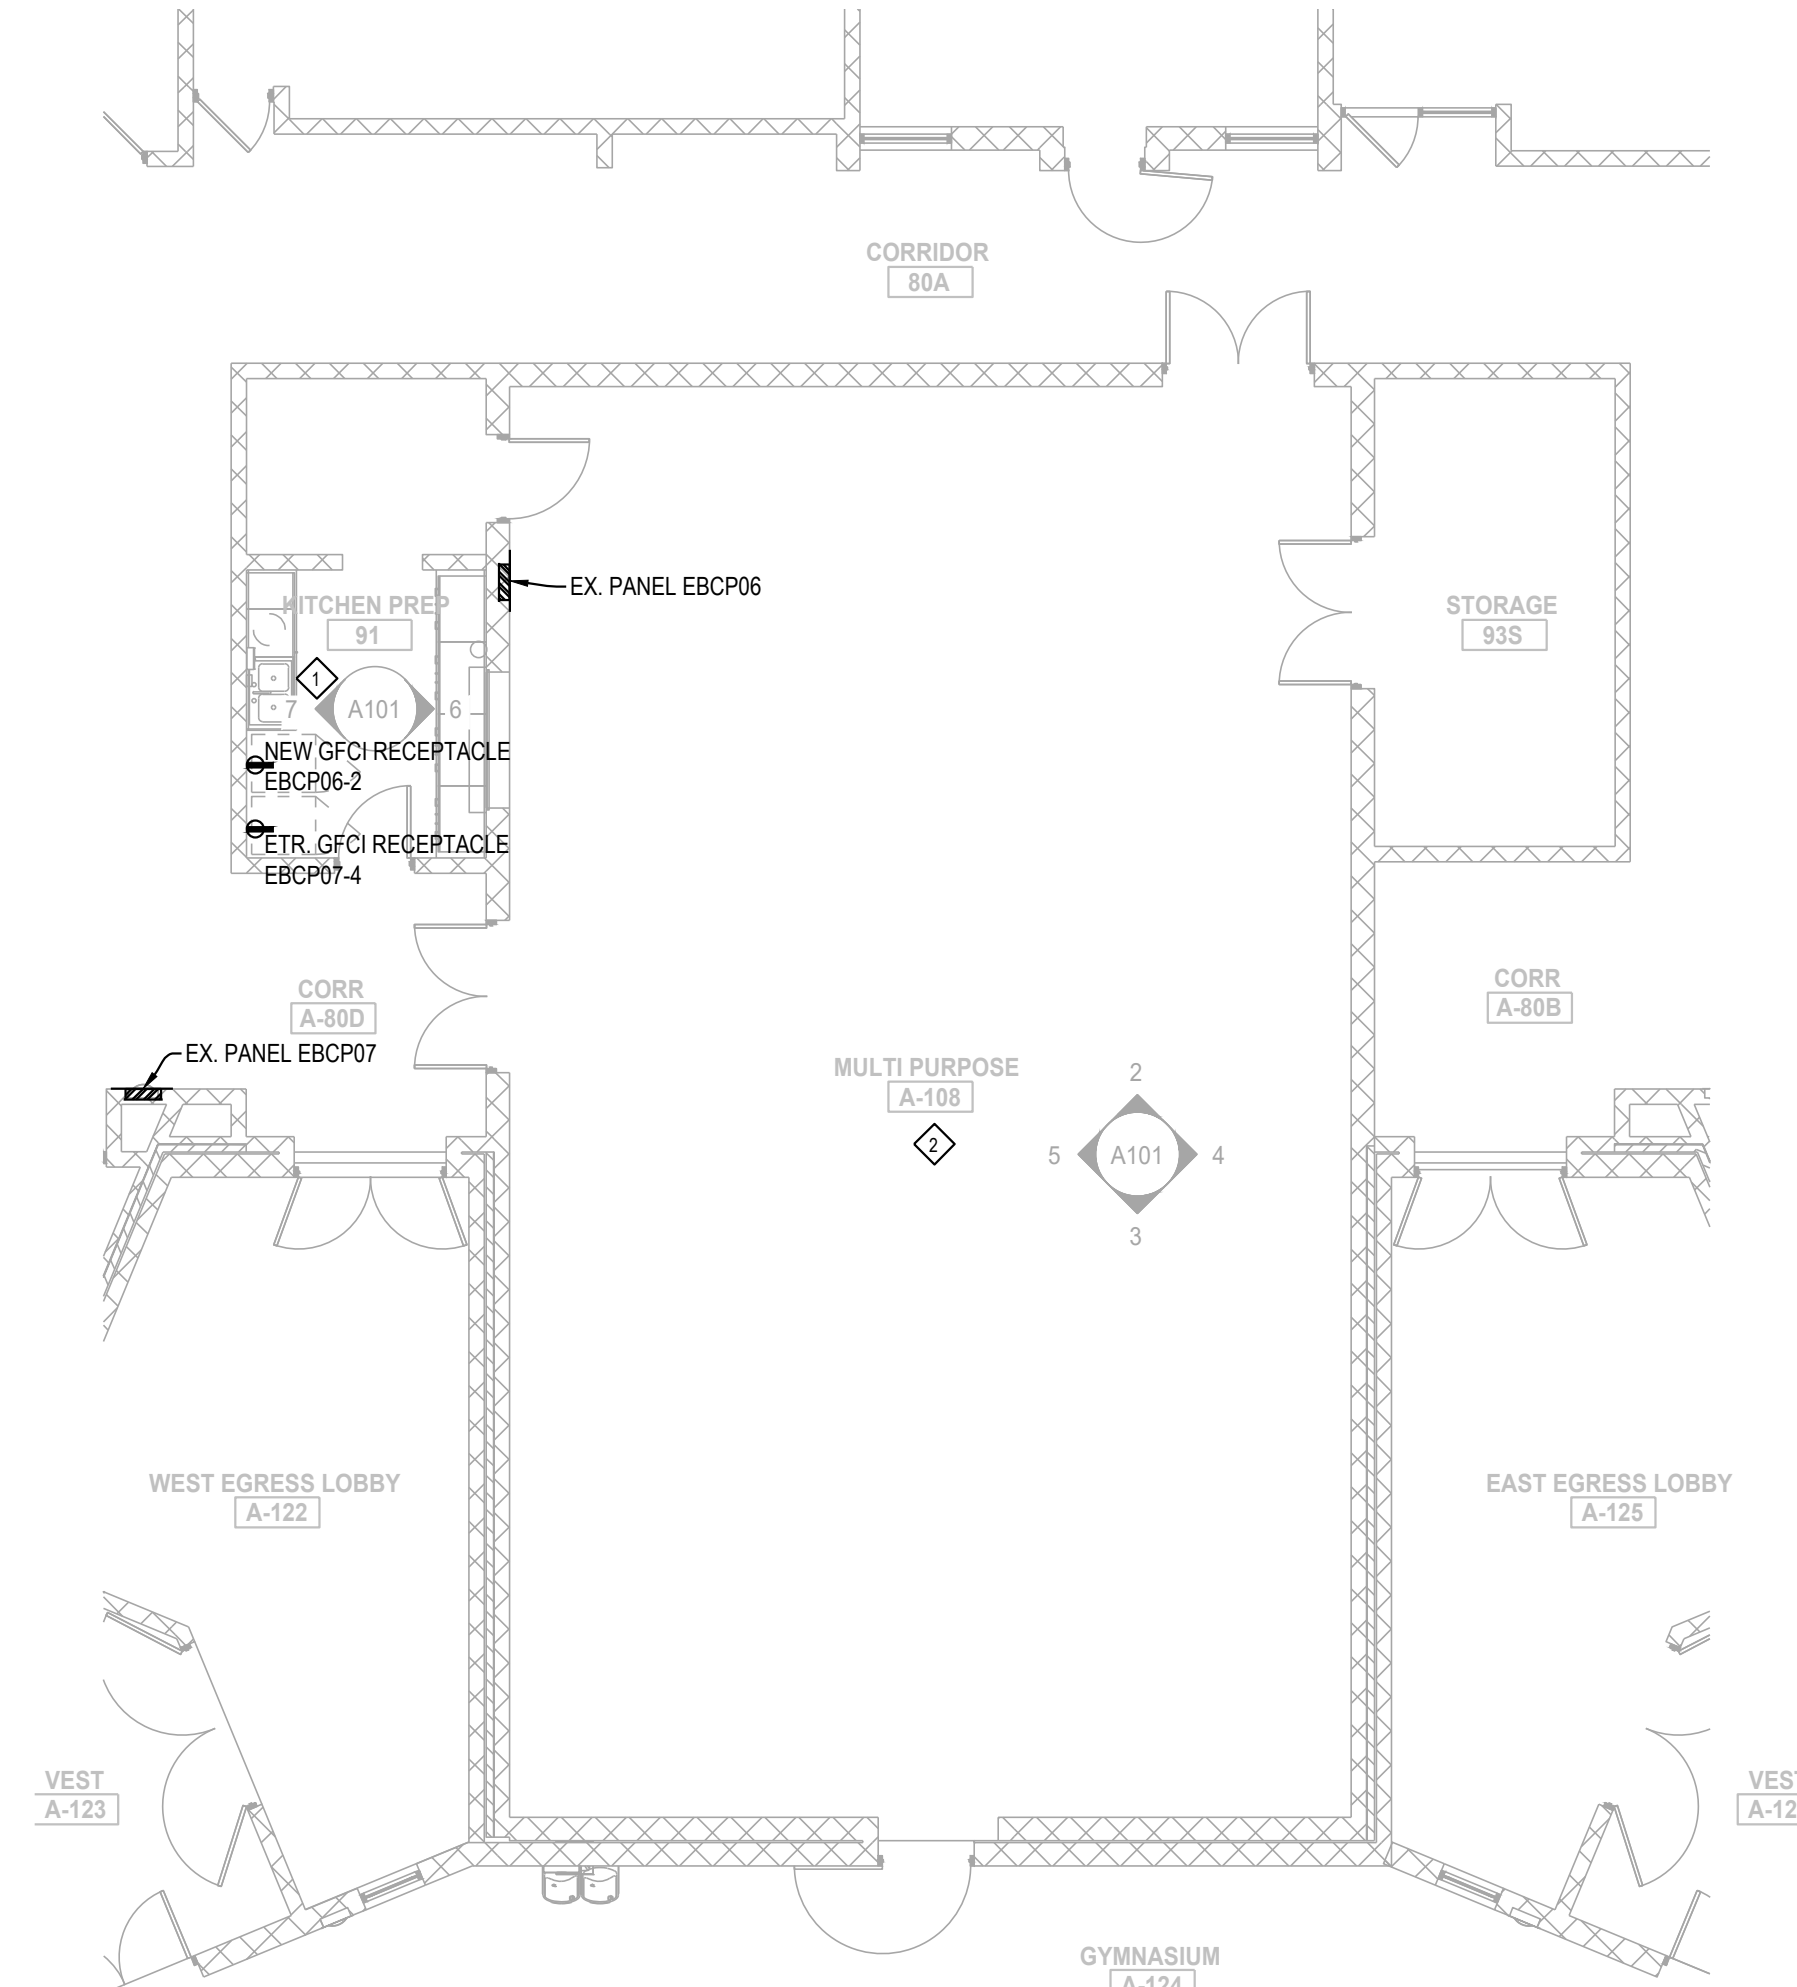 CORRIDOR
80A
EX. PANEL EBCP06
KITCHEN PREP
91
STORAGE
93S
1
7
A101
6
NEW GFCI RECEPTACLE
EBCP06-2
ETR. GFCI RECEPTACLE
EBCP07-4
CORR
A-80D
CORR
A-80B
EX. PANEL EBCP07
MULTI PURPOSE
A-108
2
2
5
A101
4
3
WEST EGRESS LOBBY
A-122
EAST EGRESS LOBBY
A-125
VEST
A-123
VEST
A-12
GYMNASIUM
A-124